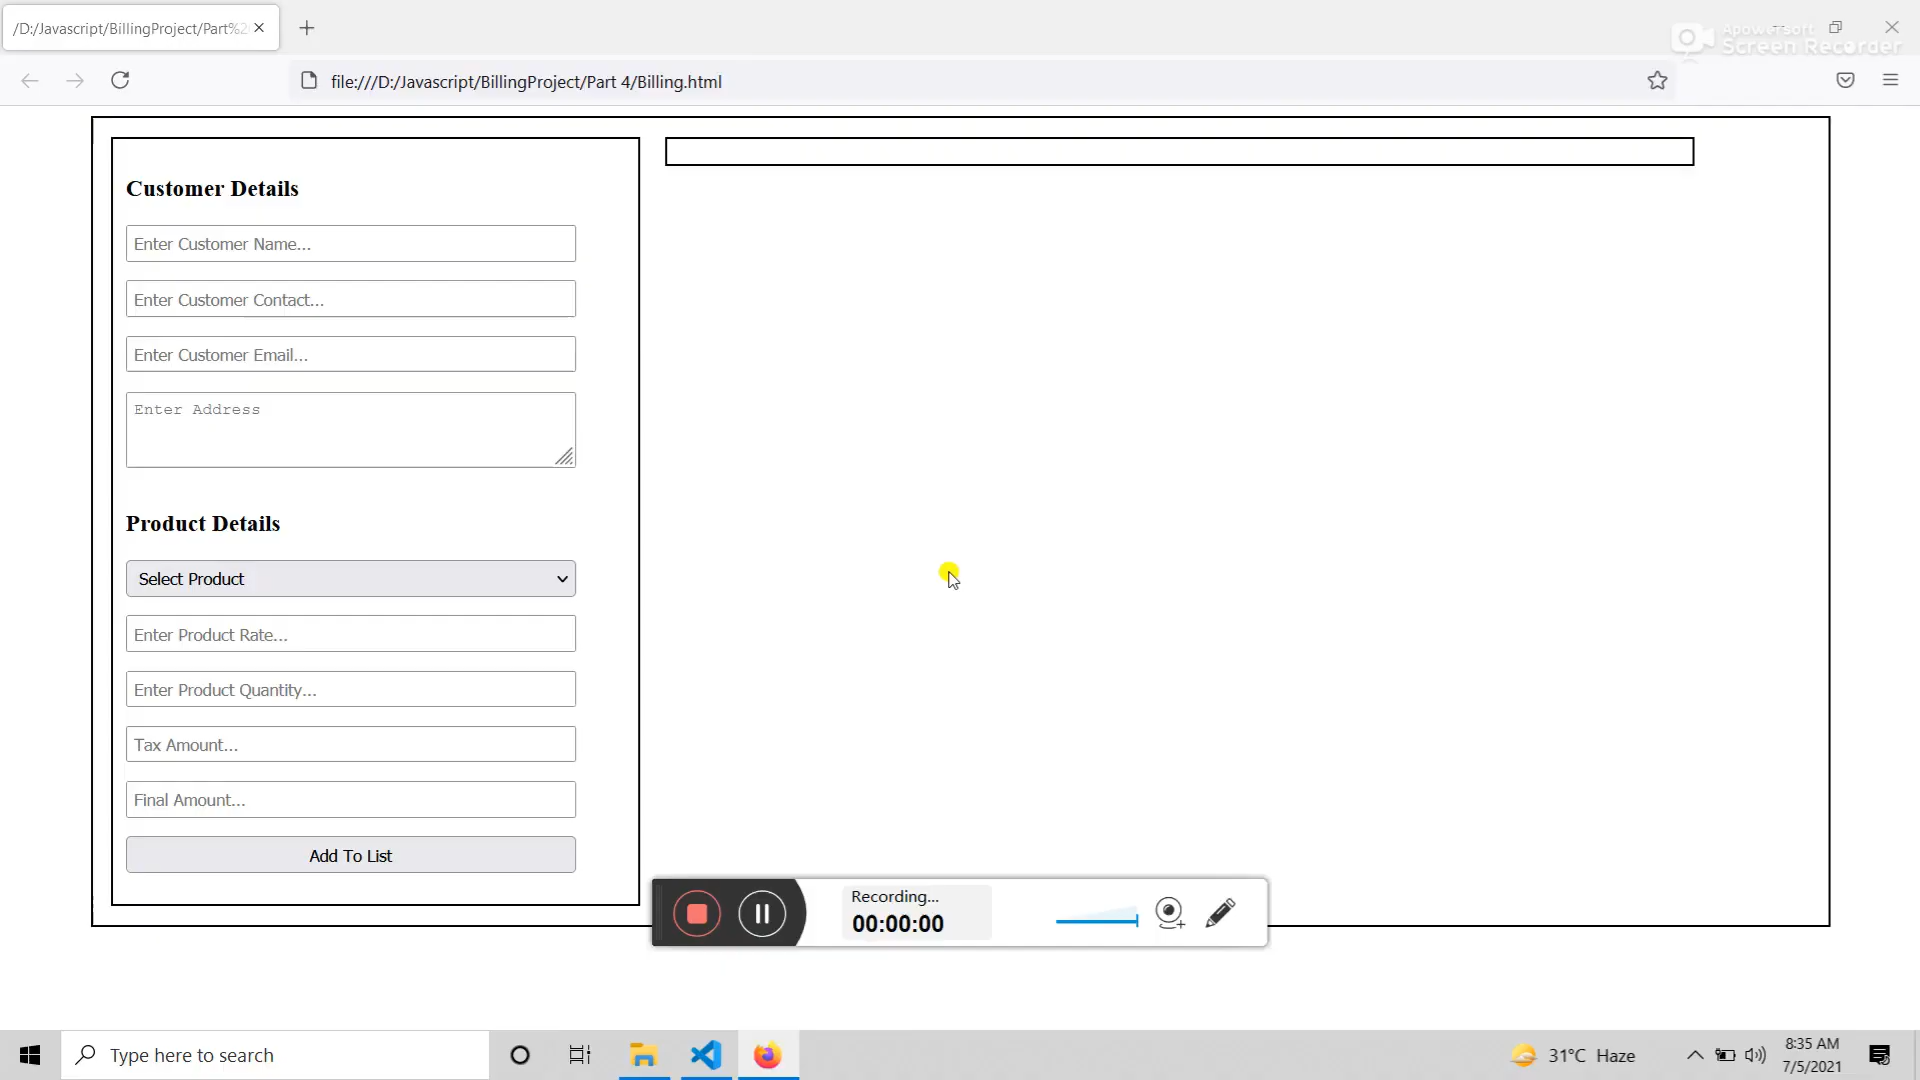 /D:/Javascript/BillingProject/Part%2
Apowersoft
Screen Recorder
file:///D:/Javascript/BillingProject/Part 4/Billing.html
Customer Details
Enter Customer Name...
Enter Customer Contact...
Enter Customer Email...
Enter Address
Product Details
Select Product
Enter Product Rate...
Enter Product Quantity...
Tax Amount...
Final Amount...
Add To List
Recording...
00:00:00
Type here to search
31°C Haze
8:35 AM
7/5/2021